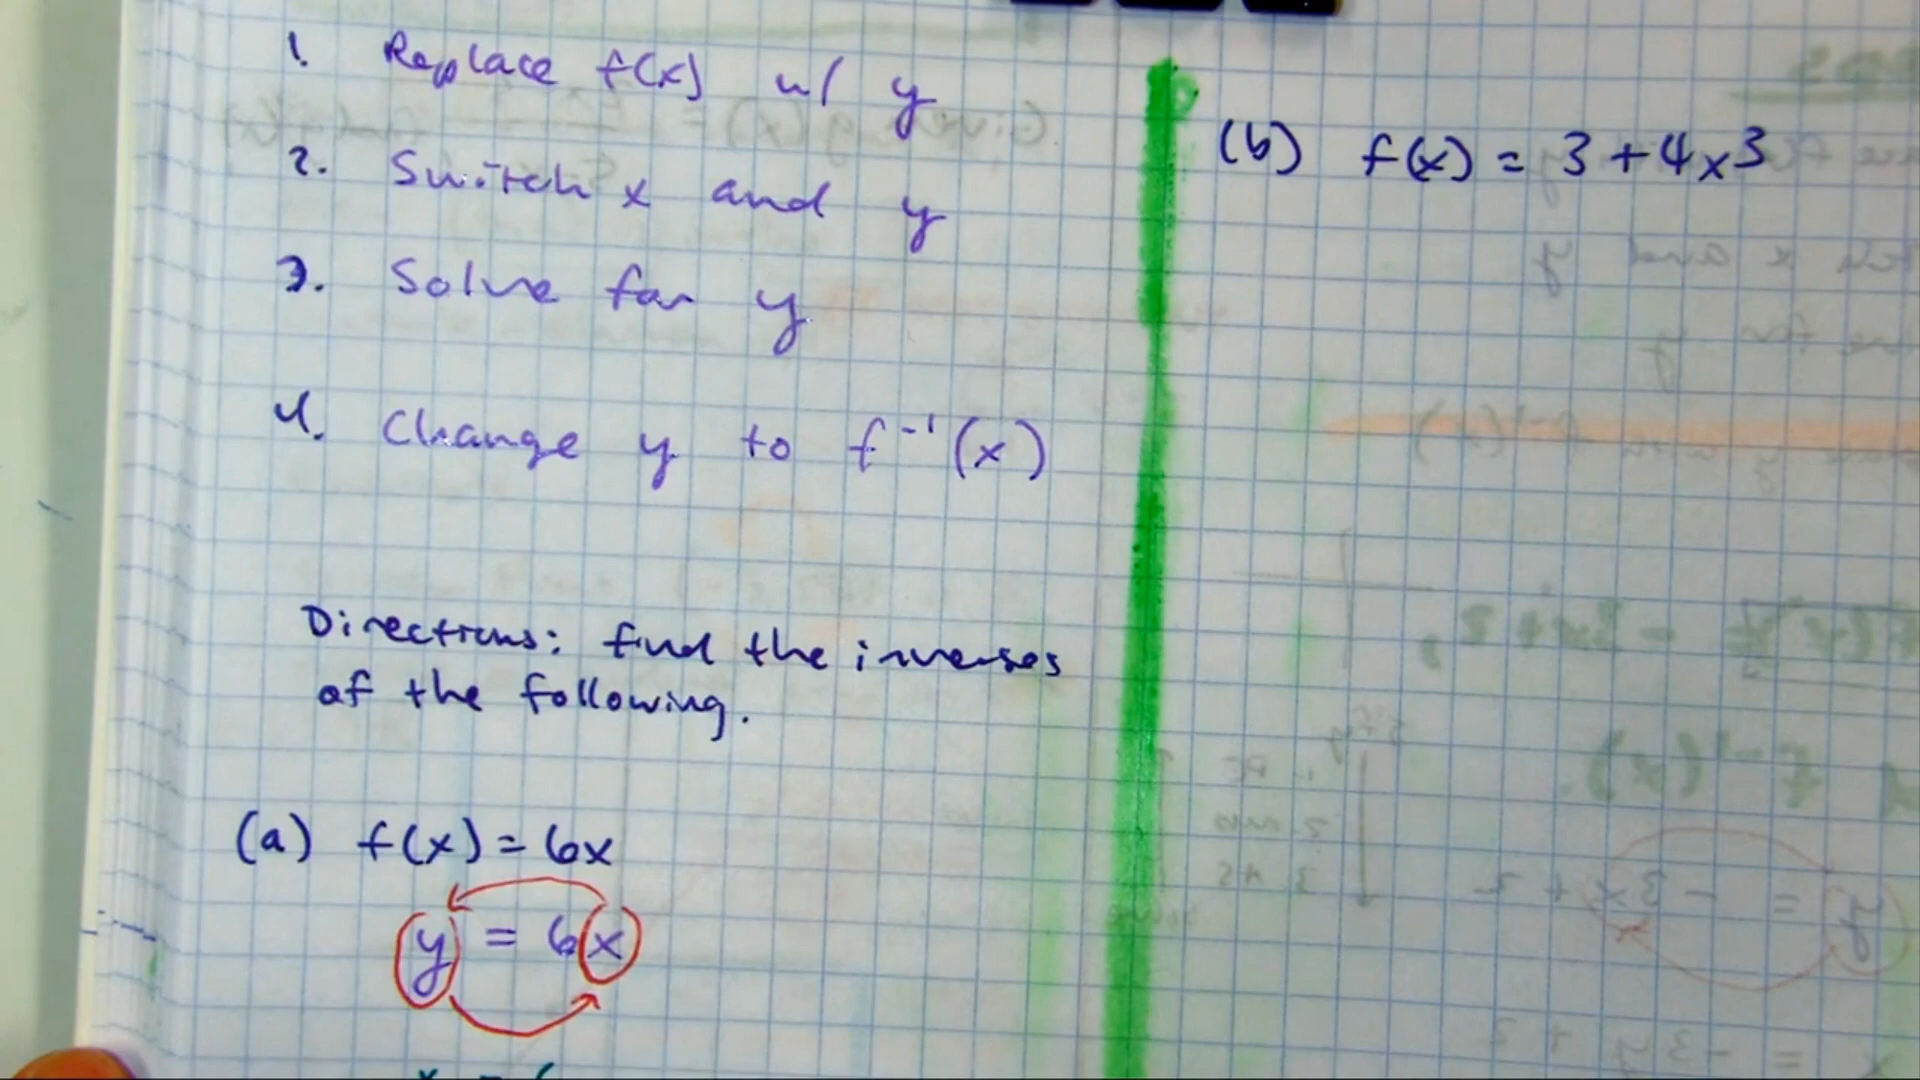 1. Replace f(x) w/ y
2. Switch x and y
3. Solve for y
4. Change y to f⁻¹(x)
Directions: find the inverses
of the following.
(a) f(x) = 6x
y = 6x
(b) f(x) = 3 + 4x³